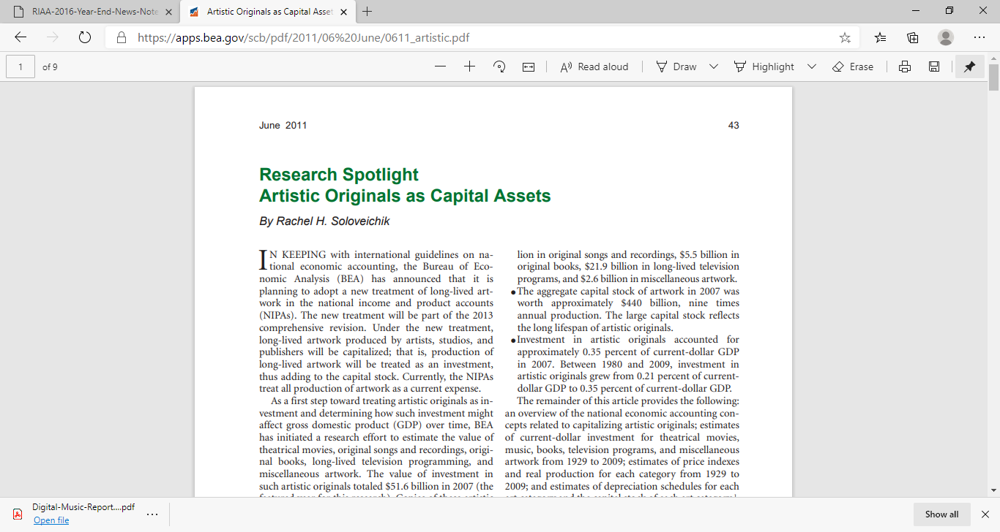 RIAA-2016-Year-End-News-Note
Artistic Originals as Capital Asset
https://apps.bea.gov/scb/pdf/2011/06%20June/0611_artistic.pdf
1 of 9
Read aloud Draw Highlight Erase
June 2011 43
Research Spotlight
Artistic Originals as Capital Assets
By Rachel H. Soloveichik
IN KEEPING with international guidelines on na-
tional economic accounting, the Bureau of Eco-
nomic Analysis (BEA) has announced that it is
planning to adopt a new treatment of long-lived art-
work in the national income and product accounts
(NIPAs). The new treatment will be part of the 2013
comprehensive revision. Under the new treatment,
long-lived artwork produced by artists, studios, and
publishers will be capitalized; that is, production of
long-lived artwork will be treated as an investment,
thus adding to the capital stock. Currently, the NIPAs
treat all production of artwork as a current expense.
As a first step toward treating artistic originals as in-
vestment and determining how such investment might
affect gross domestic product (GDP) over time, BEA
has initiated a research effort to estimate the value of
theatrical movies, original songs and recordings, origi-
nal books, long-lived television programming, and
miscellaneous artwork. The value of investment in
such artistic originals totaled $51.6 billion in 2007 (the
lion in original songs and recordings, $5.5 billion in
original books, $21.9 billion in long-lived television
programs, and $2.6 billion in miscellaneous artwork.
●The aggregate capital stock of artwork in 2007 was
worth approximately $440 billion, nine times
annual production. The large capital stock reflects
the long lifespan of artistic originals.
●Investment in artistic originals accounted for
approximately 0.35 percent of current-dollar GDP
in 2007. Between 1980 and 2009, investment in
artistic originals grew from 0.21 percent of current-
dollar GDP to 0.35 percent of current-dollar GDP.
The remainder of this article provides the following:
an overview of the national economic accounting con-
cepts related to capitalizing artistic originals; estimates
of current-dollar investment for theatrical movies,
music, books, television programs, and miscellaneous
artwork from 1929 to 2009; estimates of price indexes
and real production for each category from 1929 to
2009; and estimates of depreciation schedules for each
Digital-Music-Report....pdf
Open file
Show all